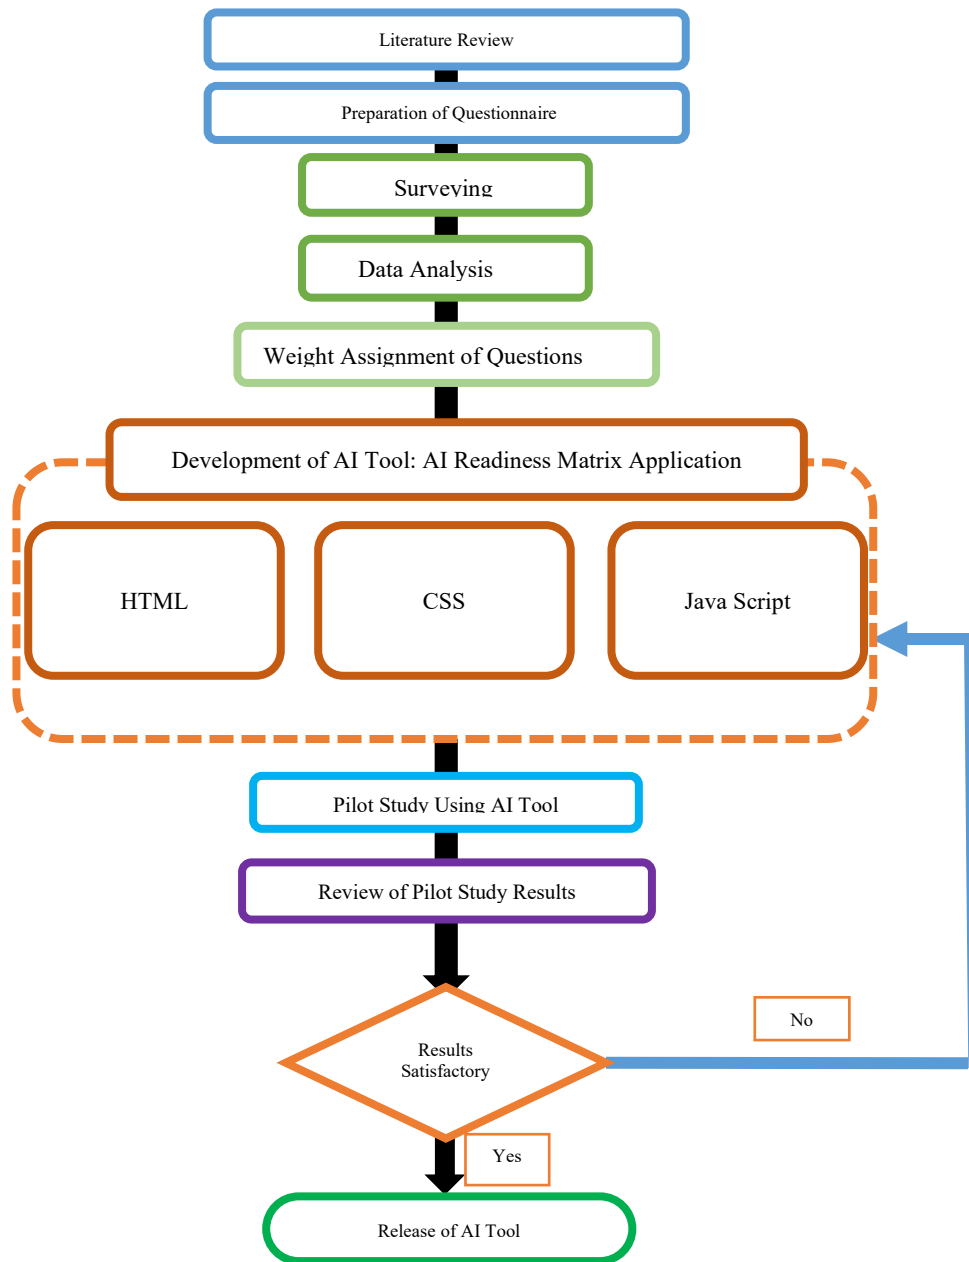 Literature Review
Preparation of Questionnaire
Surveying
Data Analysis
Weight Assignment of Questions
Development of AI Tool: AI Readiness Matrix Application
HTML
CSS
Java Script
Pilot Study Using AI Tool
Review of Pilot Study Results
Results
Satisfactory
No
Yes
Release of AI Tool